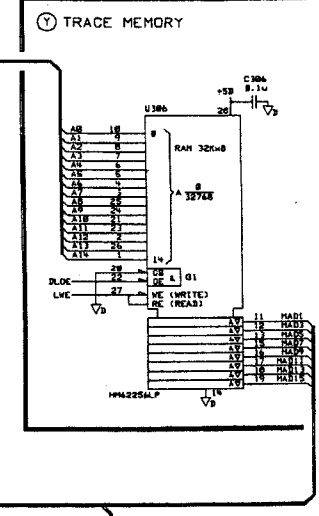 Y TRACE MEMORY
C306
0.1u
+5D
28
D
U306
A0 10 0
A1 9
A2 8
A3 7
A4 6
A5 5
A6 4
A7 3
A8 25
A9 24
A10 21
A11 23
A12 2
A13 26
A14 1 14
RAM 32Kx8
A 0
32768
20 CS
DLOE 22 OE & G1
LWE 27 WE (WRITE)
RE (READ)
D
A∇ 11 MAD1
A∇ 12 MAD3
A∇ 13 MAD5
A∇ 15 MAD7
A∇ 16 MAD9
A∇ 17 MAD11
A∇ 18 MAD13
A∇ 19 MAD15
HM62256LP
14
D